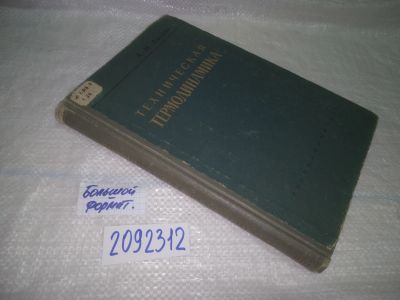 ТЕХНИЧЕСКАЯ
ТЕРМОДИНАМИКА
Большой
формат.
2092312